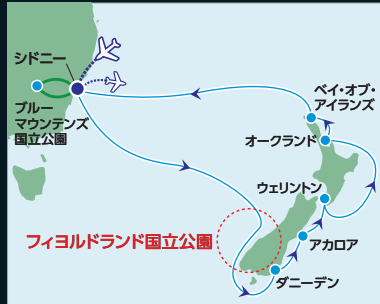 シドニー
ブルー
マウンテンズ
国立公園
ベイ・オブ・
アイランズ
オークランド
ウェリントン
フィヨルドランド国立公園
アカロア
ダニーデン